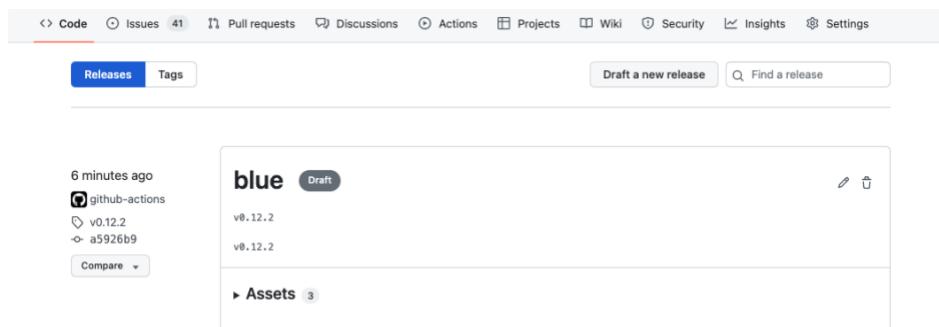 Code Issues 41 Pull requests Discussions Actions Projects Wiki Security Insights Settings
Releases Tags Draft a new release Find a release
6 minutes ago
github-actions
v0.12.2
a5926b9
Compare
blue Draft
v0.12.2
v0.12.2
Assets 3